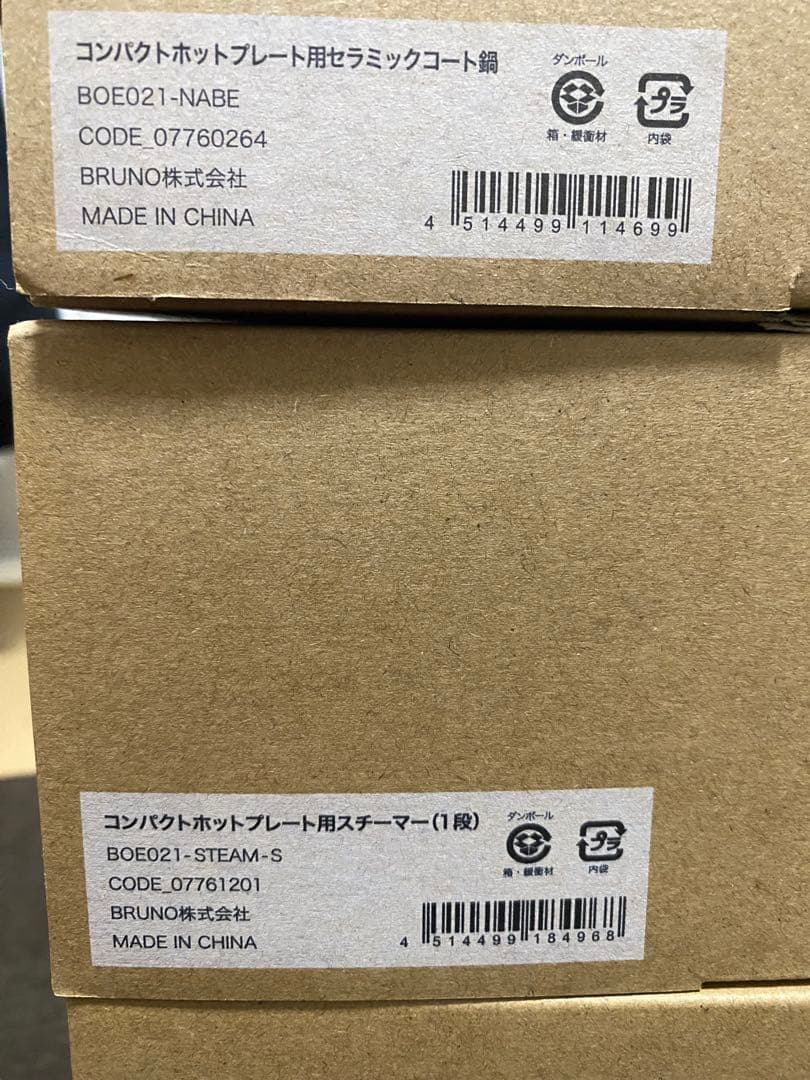 コンパクトホットプレート用セラミックコート鍋
BOE021-NABE
CODE_07760264
BRUNO株式会社
MADE IN CHINA
ダンボール
箱・緩衝材
プラ
内袋
4 514499 114699
コンパクトホットプレート用スチーマー(1段)
BOE021-STEAM-S
CODE_07761201
BRUNO株式会社
MADE IN CHINA
ダンボール
箱・緩衝材
プラ
内袋
4 514499 184968